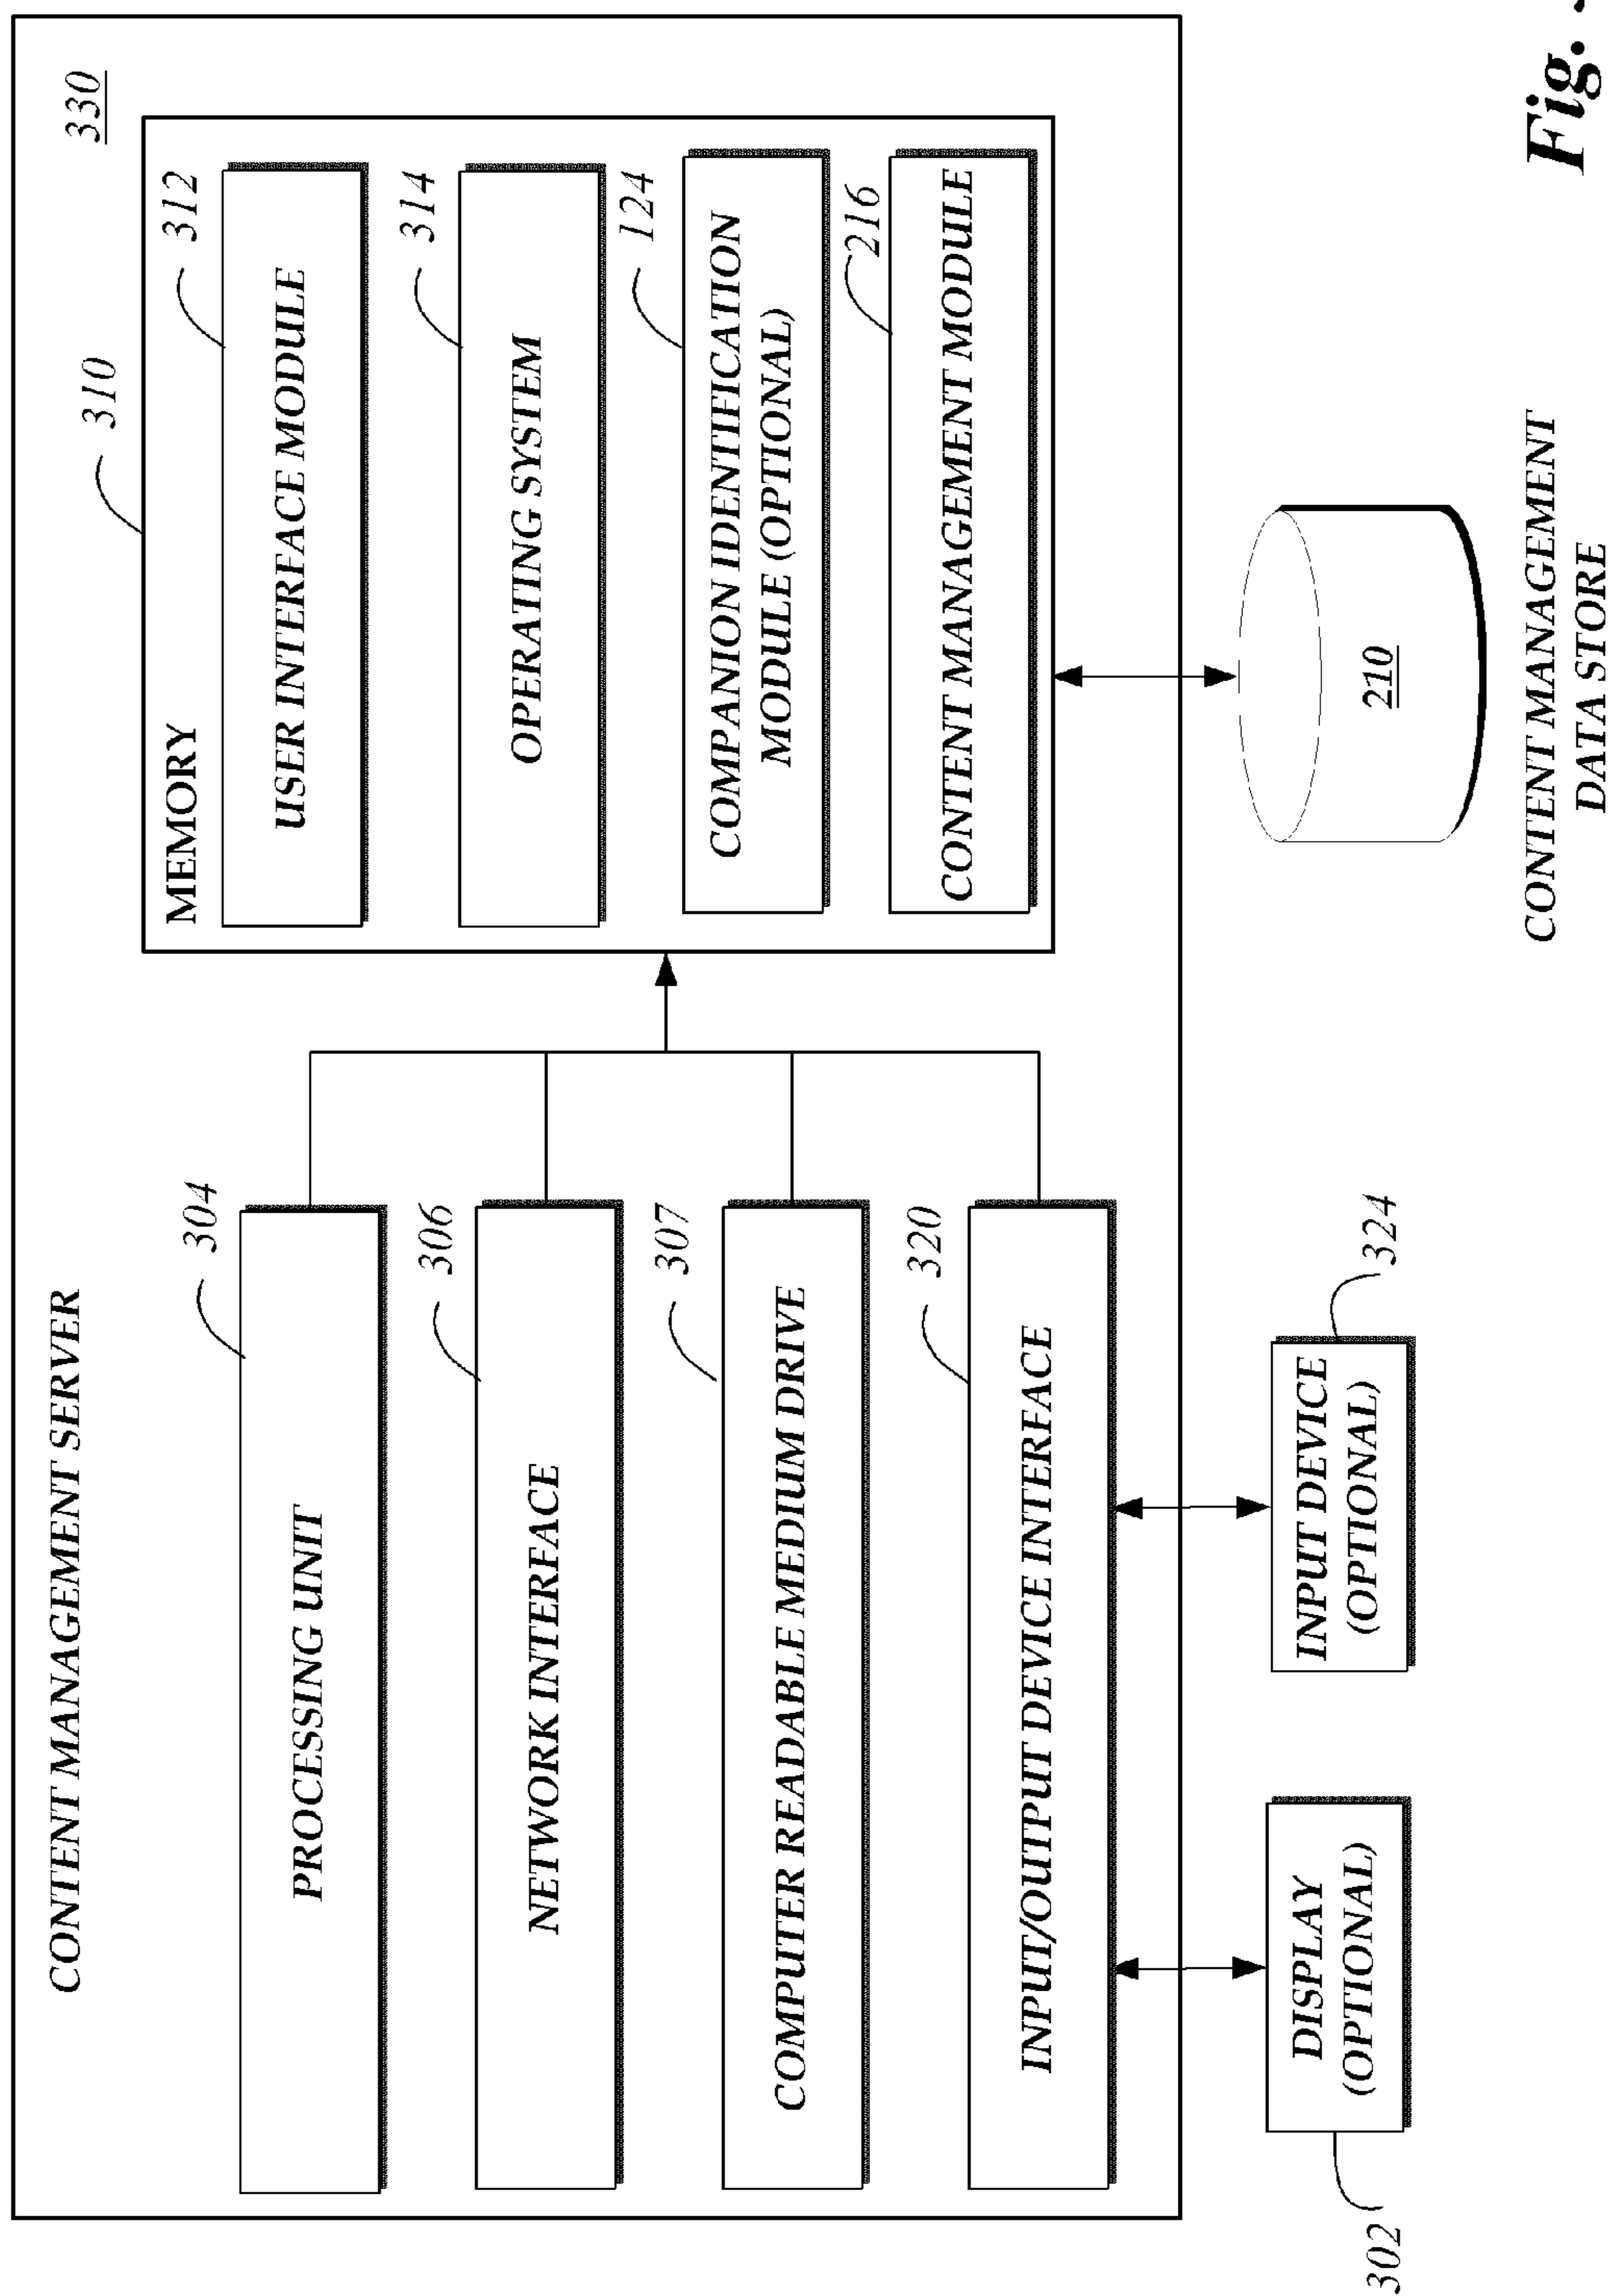 CONTENT MANAGEMENT SERVER
330
304
PROCESSING UNIT
306
NETWORK INTERFACE
307
COMPUTER READABLE MEDIUM DRIVE
320
INPUT/OUTPUT DEVICE INTERFACE
310
MEMORY
312
USER INTERFACE MODULE
314
OPERATING SYSTEM
124
COMPANION IDENTIFICATION
MODULE (OPTIONAL)
216
CONTENT MANAGEMENT MODULE
302
DISPLAY
(OPTIONAL)
INPUT DEVICE
(OPTIONAL)
324
210
CONTENT MANAGEMENT
DATA STORE
Fig.